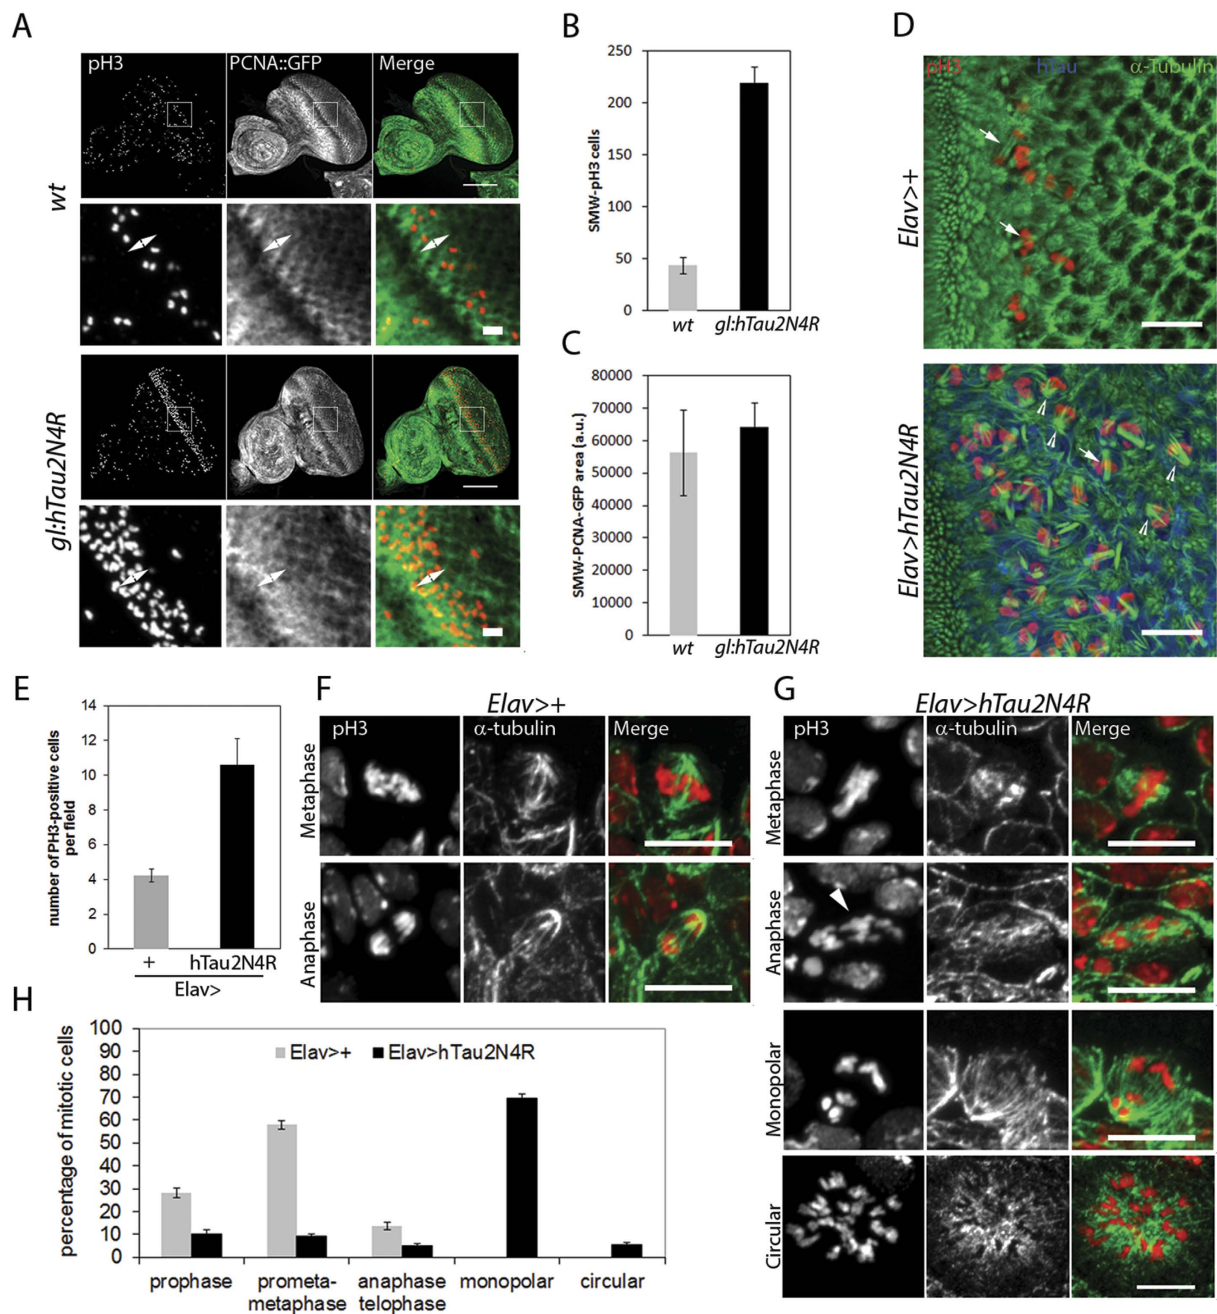 A
pH3
PCNA::GFP
Merge
wt
gl:hTau2N4R
B
SMW-pH3 cells
250
200
150
100
50
0
wt
gl:hTau2N4R
C
SMW-PCNA-GFP area (a.u.)
80000
70000
60000
50000
40000
30000
20000
10000
0
wt
gl:hTau2N4R
D
pH3
hTau
α-Tubulin
Elav>+
Elav>hTau2N4R
E
number of PH3-positive cells
per field
14
12
10
8
6
4
2
0
+
hTau2N4R
Elav>
F
Elav>+
pH3
α-tubulin
Merge
Metaphase
Anaphase
G
Elav>hTau2N4R
pH3
α-tubulin
Merge
Metaphase
Anaphase
Monopolar
Circular
H
percentage of mitotic cells
100
90
80
70
60
50
40
30
20
10
0
Elav>+
Elav>hTau2N4R
prophase
prometa-
metaphase
anaphase
telophase
monopolar
circular